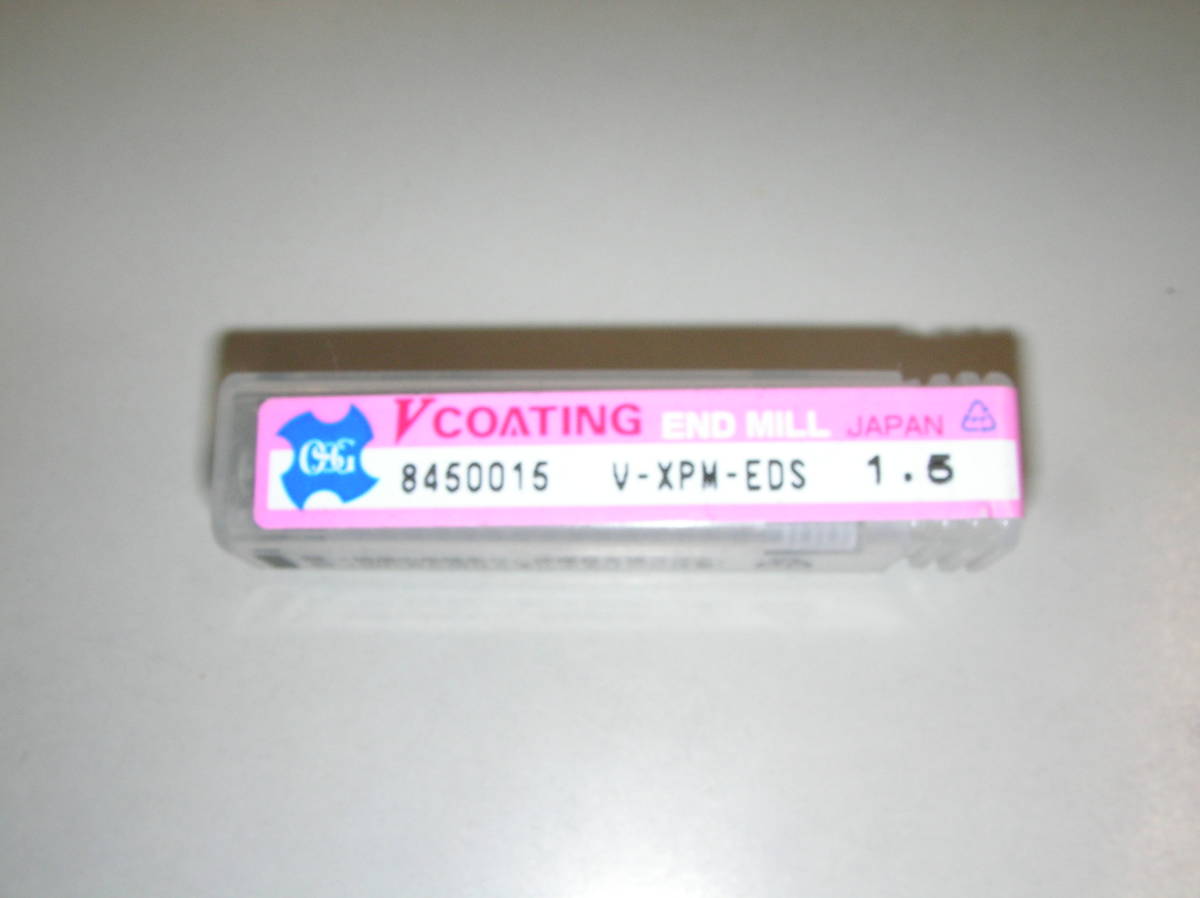 OSG
V COATING END MILL JAPAN
8450015 V-XPM-EDS 1.5